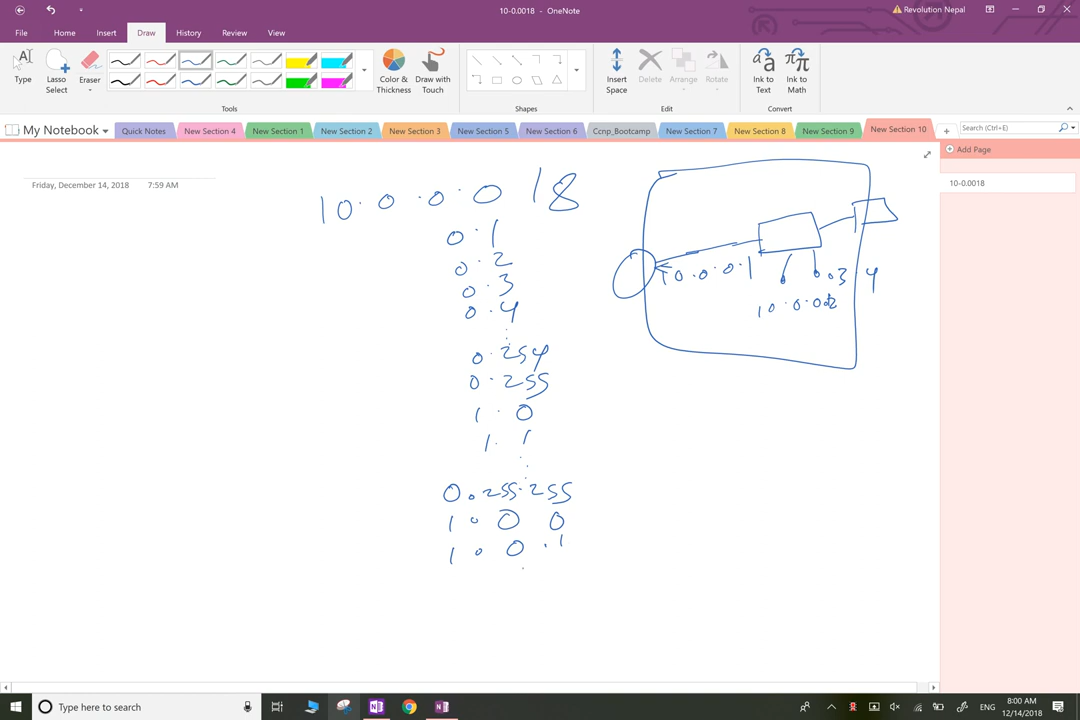 10-0.0018 - OneNote
Revolution Nepal
File Home Insert Draw History Review View
Type
Lasso Select
Eraser
Color & Thickness
Draw with Touch
Insert Space
Delete
Arrange
Rotate
Ink to Text
Ink to Math
Tools
Shapes
Edit
Convert
My Notebook
Quick Notes
New Section 4
New Section 1
New Section 2
New Section 3
New Section 5
New Section 6
Ccnp_Bootcamp
New Section 7
New Section 8
New Section 9
New Section 10
Search (Ctrl+E)
Add Page
10-0.0018
Friday, December 14, 2018 7:59 AM
10.0.0.0 /8
0.1
0.2
0.3
0.4
0.254
0.255
1.0
1.1
0.255.255
1.0 0
1.0.1
10.0.0.1
.03 4
10.0.002
Type here to search
ENG
8:00 AM
12/14/2018